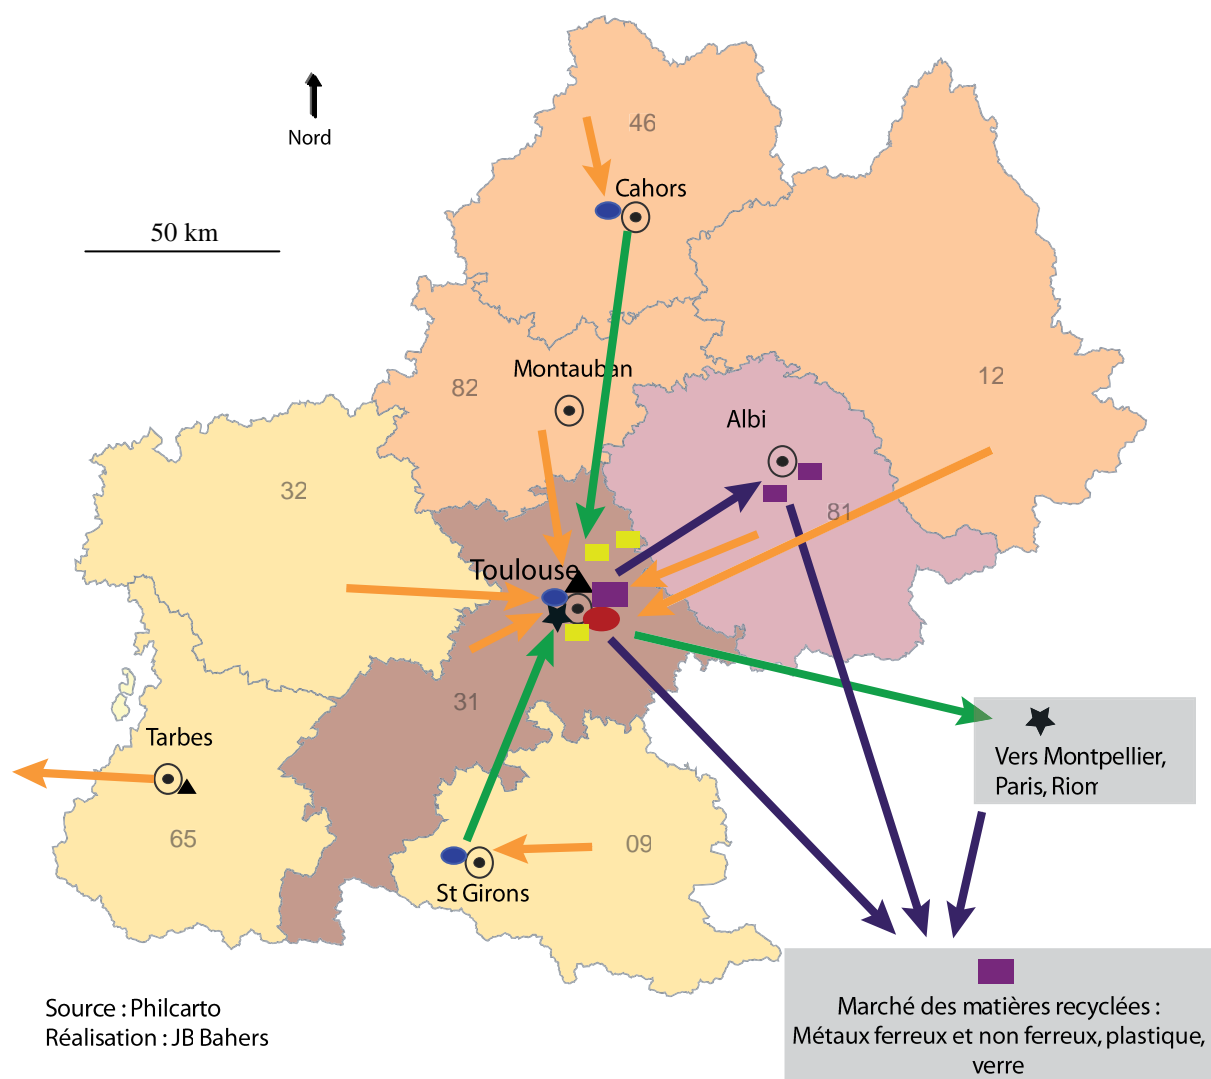 46
Nord
Cahors
50 km
Montauban
82
12
Albi
32
81
Toulouse
31
Tarbes
Vers Montpellier,
Paris, Riom
65
09
St Girons
Source : Philcarto
Réalisation : JB Bahers
Marché des matières recyclées :
Métaux ferreux et non ferreux, plastique,
verre